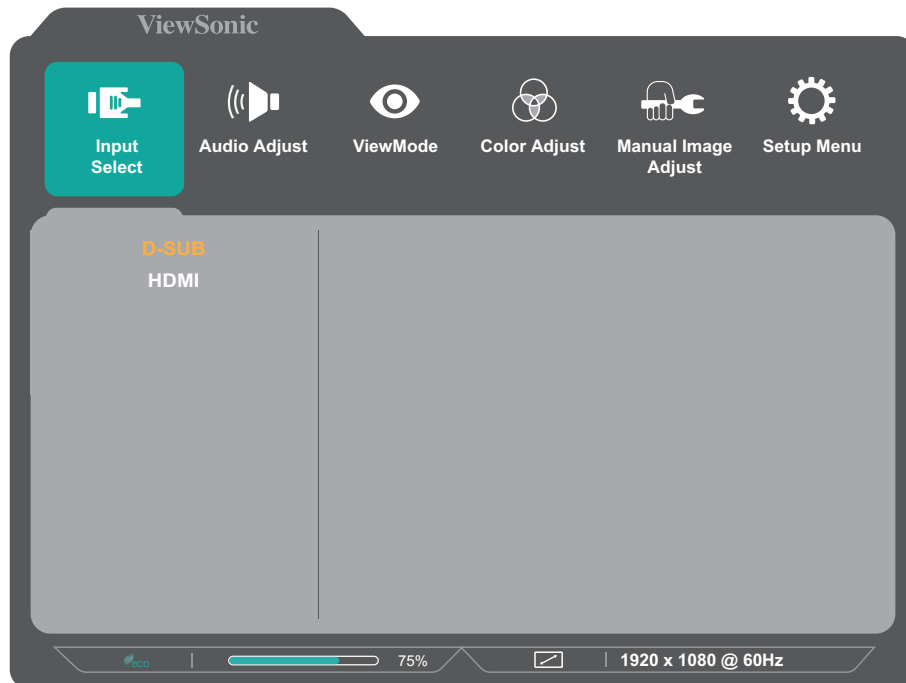 ViewSonic
Input
Select
Audio Adjust
ViewMode
Color Adjust
Manual Image
Adjust
Setup Menu
D-SUB
HDMI
eco
75%
1920 x 1080 @ 60Hz